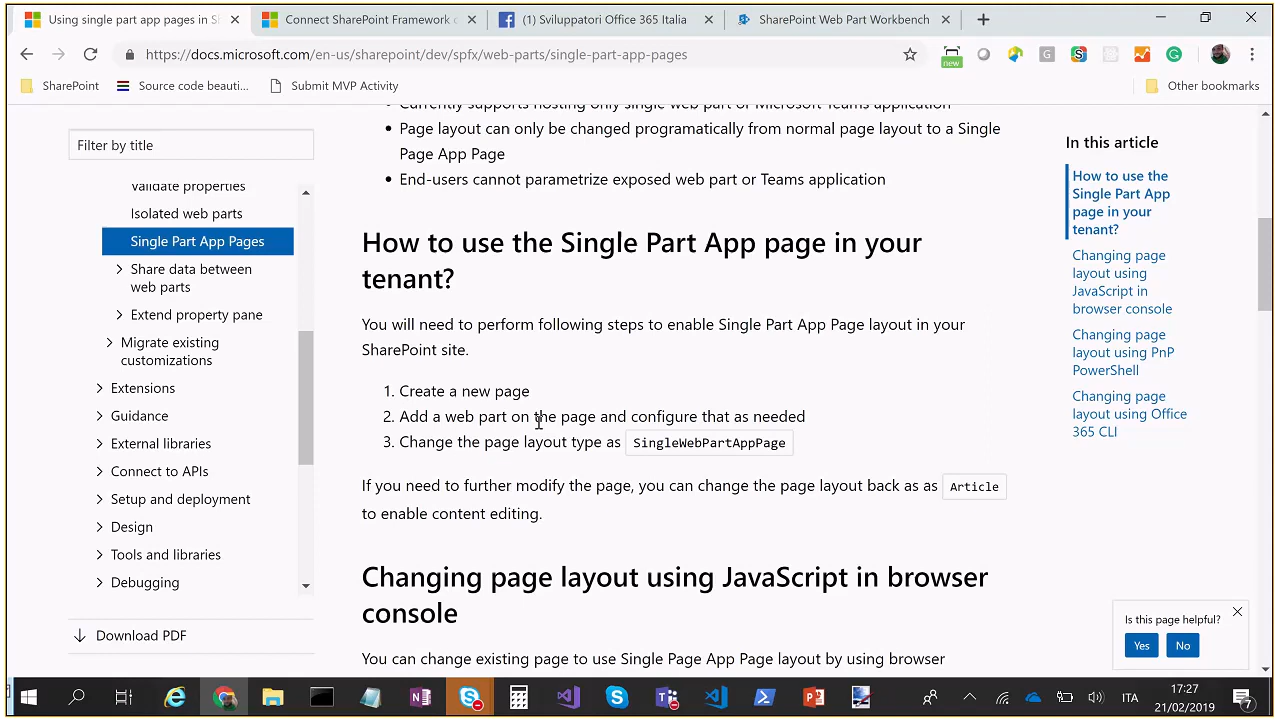 Using single part app pages in S
Connect SharePoint Framework c
(1) Sviluppatori Office 365 Italia
SharePoint Web Part Workbench
https://docs.microsoft.com/en-us/sharepoint/dev/spfx/web-parts/single-part-app-pages
new
SharePoint
Source code beauti...
Submit MVP Activity
Other bookmarks
Filter by title
Validate properties
Isolated web parts
Single Part App Pages
Share data between
web parts
Extend property pane
Migrate existing
customizations
Extensions
Guidance
External libraries
Connect to APIs
Setup and deployment
Design
Tools and libraries
Debugging
Download PDF
Currently supports hosting only single web part or Microsoft Teams application
Page layout can only be changed programatically from normal page layout to a Single
Page App Page
End-users cannot parametrize exposed web part or Teams application
How to use the Single Part App page in your
tenant?
You will need to perform following steps to enable Single Part App Page layout in your
SharePoint site.
1. Create a new page
2. Add a web part on the page and configure that as needed
3. Change the page layout type as SingleWebPartAppPage
If you need to further modify the page, you can change the page layout back as as Article
to enable content editing.
Changing page layout using JavaScript in browser
console
You can change existing page to use Single Page App Page layout by using browser
In this article
How to use the
Single Part App
page in your
tenant?
Changing page
layout using
JavaScript in
browser console
Changing page
layout using PnP
PowerShell
Changing page
layout using Office
365 CLI
Is this page helpful?
Yes
No
ITA
17:27
21/02/2019
7